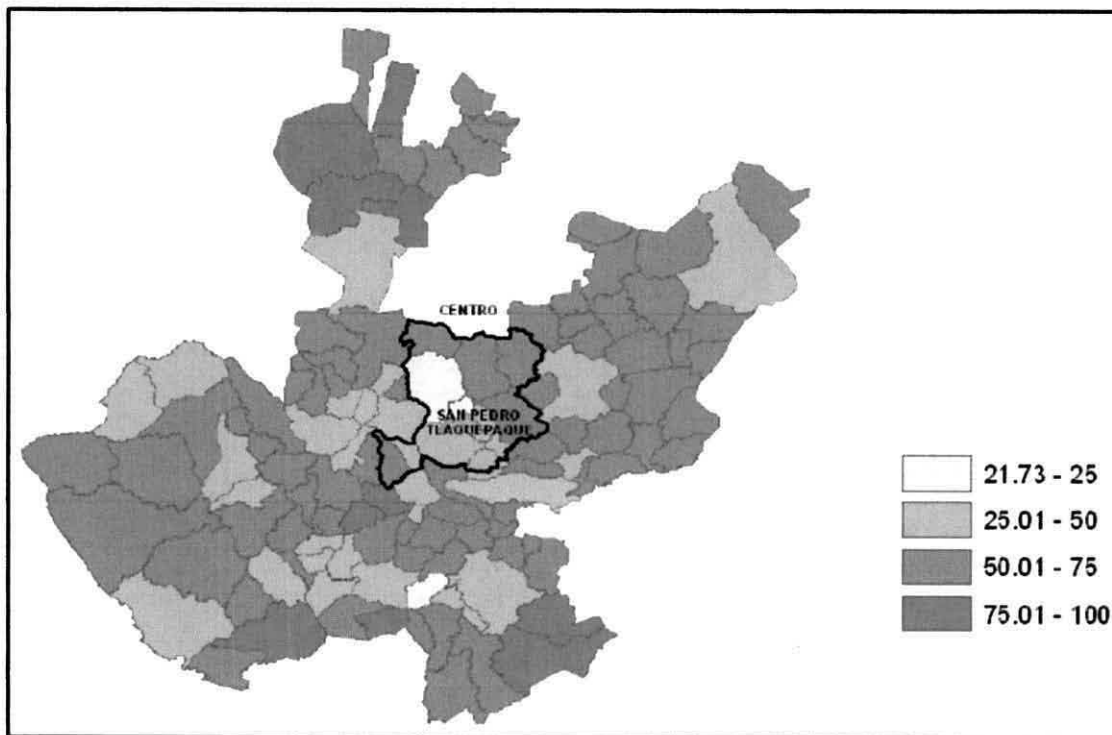 CENTRO
SAN PEDRO
TLAQUEPAQUE
21.73 - 25
25.01 - 50
50.01 - 75
75.01 - 100